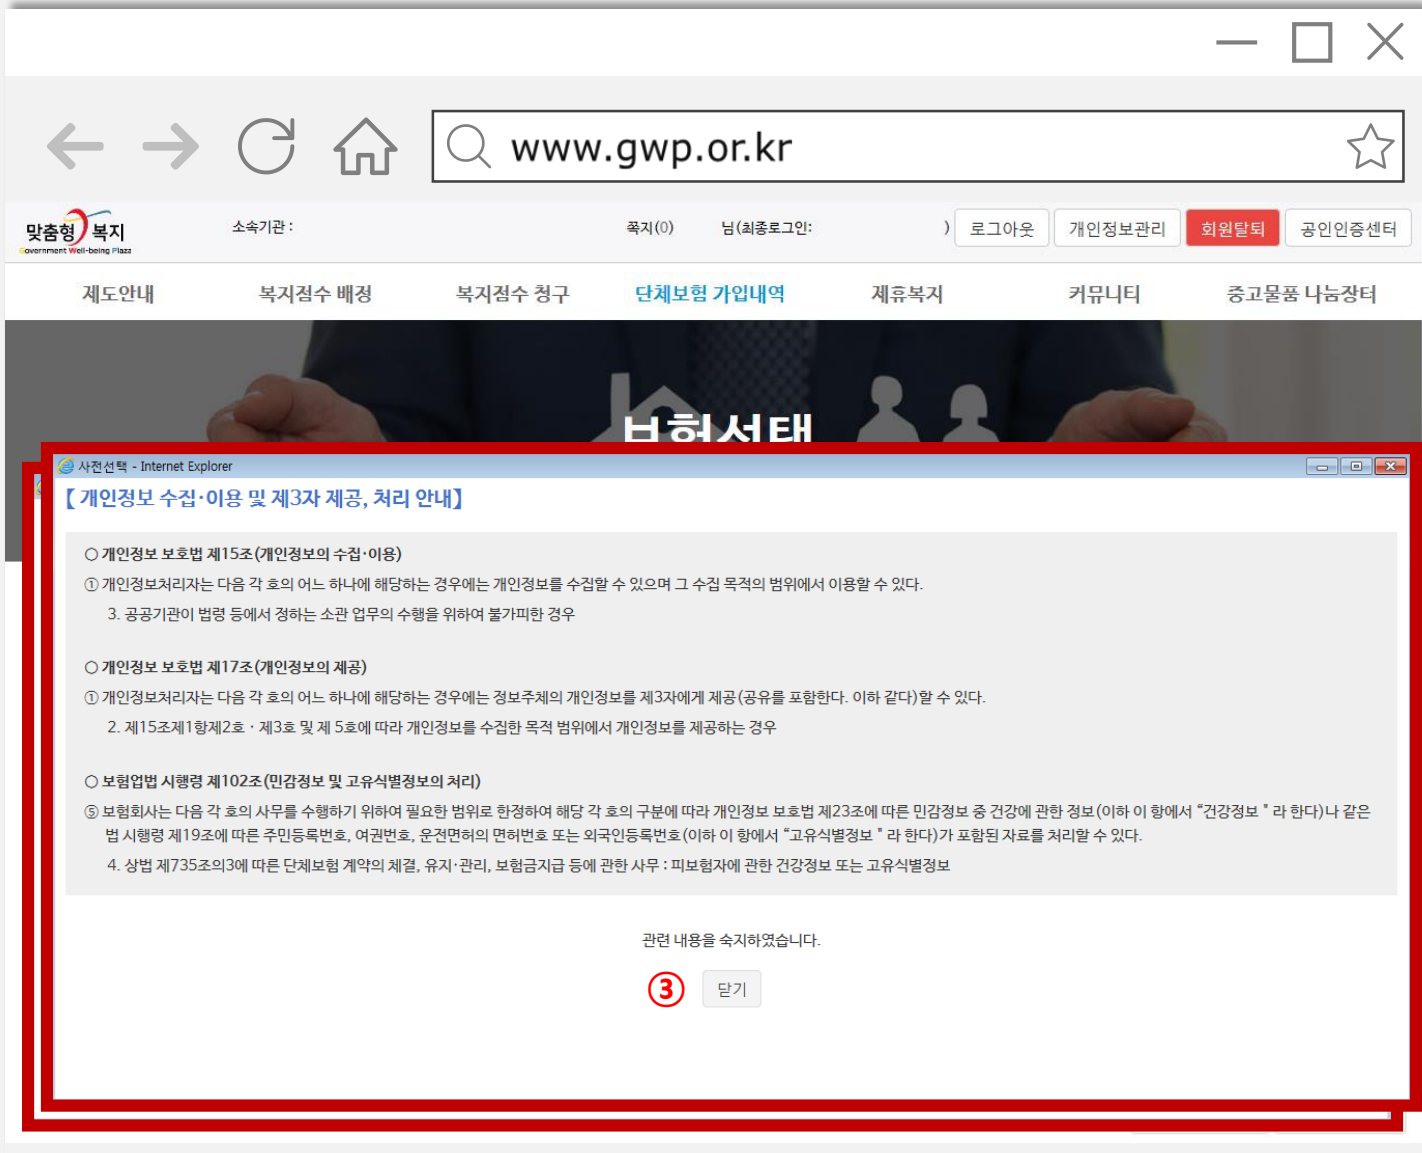 www.gwp.or.kr
맞춤형 복지
Government Well-being Plaza
소속기관 :
쪽지(0) 님(최종로그인: )
로그아웃
개인정보관리
회원탈퇴
공인인증센터
제도안내
복지점수 배정
복지점수 청구
단체보험 가입내역
제휴복지
커뮤니티
중고물품 나눔장터
보험선택
사전선택 - Internet Explorer
【개인정보 수집·이용 및 제3자 제공, 처리 안내】
○ 개인정보 보호법 제15조(개인정보의 수집·이용)
① 개인정보처리자는 다음 각 호의 어느 하나에 해당하는 경우에는 개인정보를 수집할 수 있으며 그 수집 목적의 범위에서 이용할 수 있다.
3. 공공기관이 법령 등에서 정하는 소관 업무의 수행을 위하여 불가피한 경우
○ 개인정보 보호법 제17조(개인정보의 제공)
① 개인정보처리자는 다음 각 호의 어느 하나에 해당하는 경우에는 정보주체의 개인정보를 제3자에게 제공(공유를 포함한다. 이하 같다)할 수 있다.
2. 제15조제1항제2호 · 제3호 및 제 5호에 따라 개인정보를 수집한 목적 범위에서 개인정보를 제공하는 경우
○ 보험업법 시행령 제102조(민감정보 및 고유식별정보의 처리)
⑤ 보험회사는 다음 각 호의 사무를 수행하기 위하여 필요한 범위로 한정하여 해당 각 호의 구분에 따라 개인정보 보호법 제23조에 따른 민감정보 중 건강에 관한 정보(이하 이 항에서 “건강정보 " 라 한다)나 같은
법 시행령 제19조에 따른 주민등록번호, 여권번호, 운전면허의 면허번호 또는 외국인등록번호(이하 이 항에서 “고유식별정보 " 라 한다)가 포함된 자료를 처리할 수 있다.
4. 상법 제735조의3에 따른 단체보험 계약의 체결, 유지·관리, 보험금지급 등에 관한 사무 : 피보험자에 관한 건강정보 또는 고유식별정보
관련 내용을 숙지하였습니다.
③ 닫기